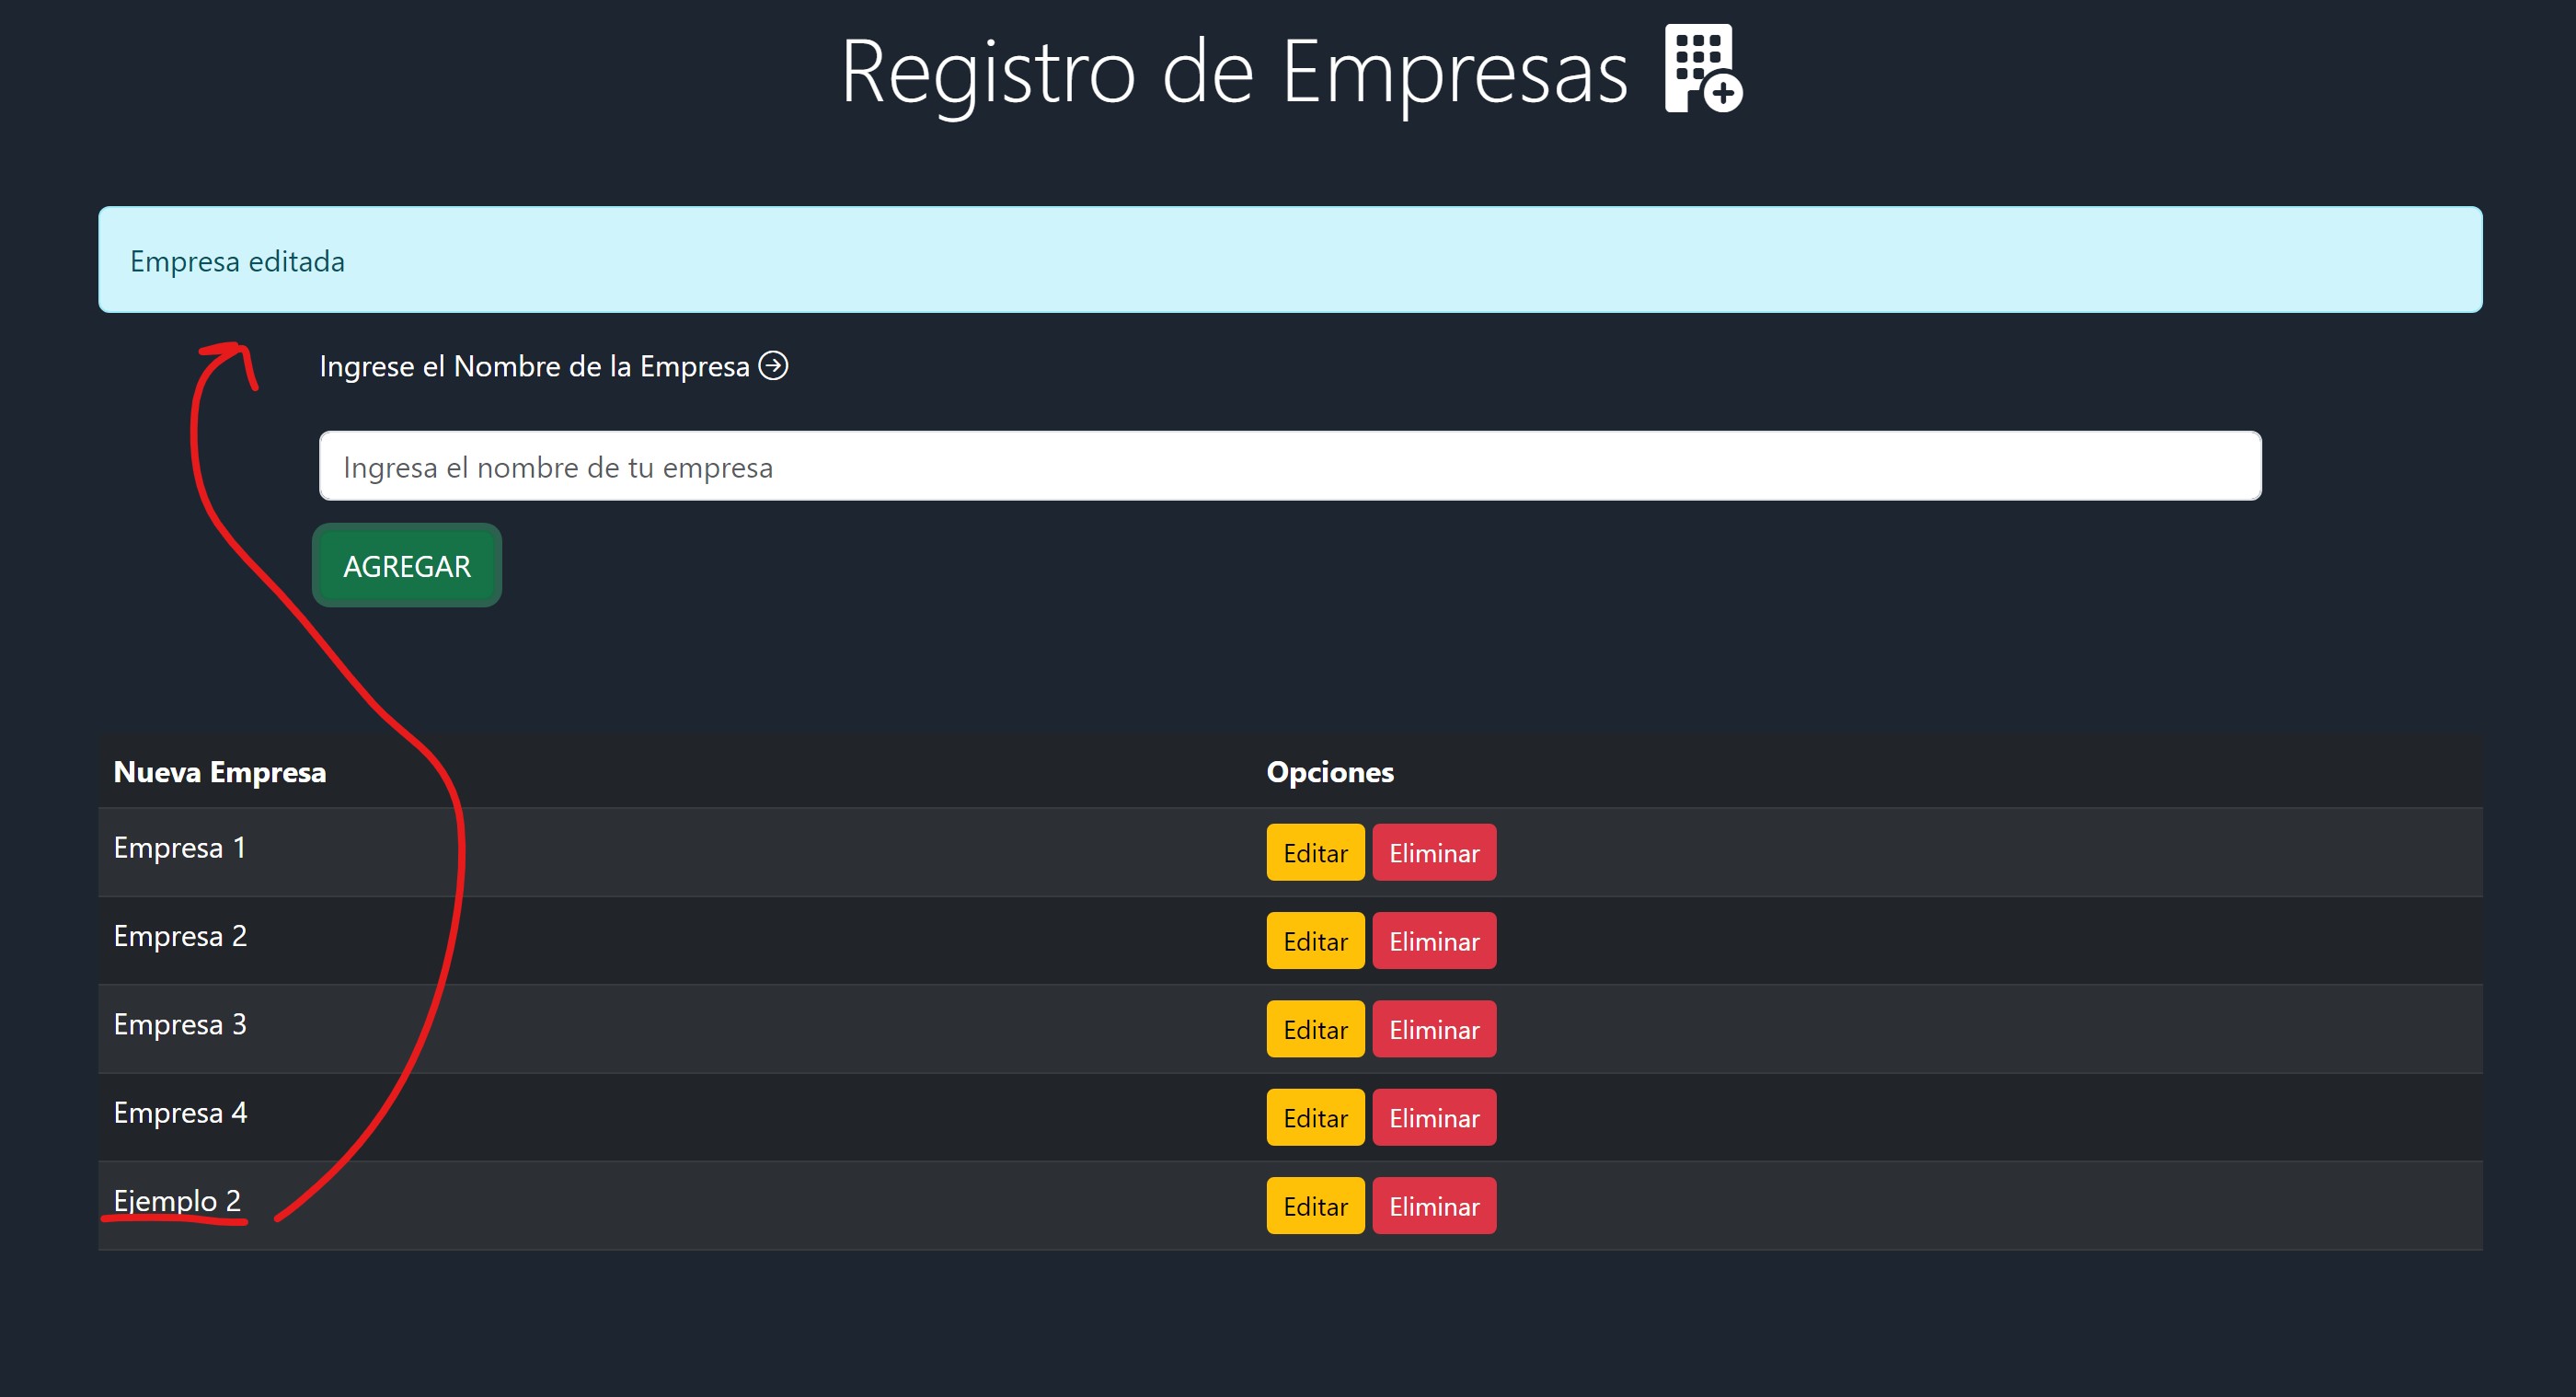 Registro de Empresas
Empresa editada
Ingrese el Nombre de la Empresa
Ingresa el nombre de tu empresa
AGREGAR
Nueva Empresa Opciones
Empresa 1 Editar Eliminar
Empresa 2 Editar Eliminar
Empresa 3 Editar Eliminar
Empresa 4 Editar Eliminar
Ejemplo 2 Editar Eliminar